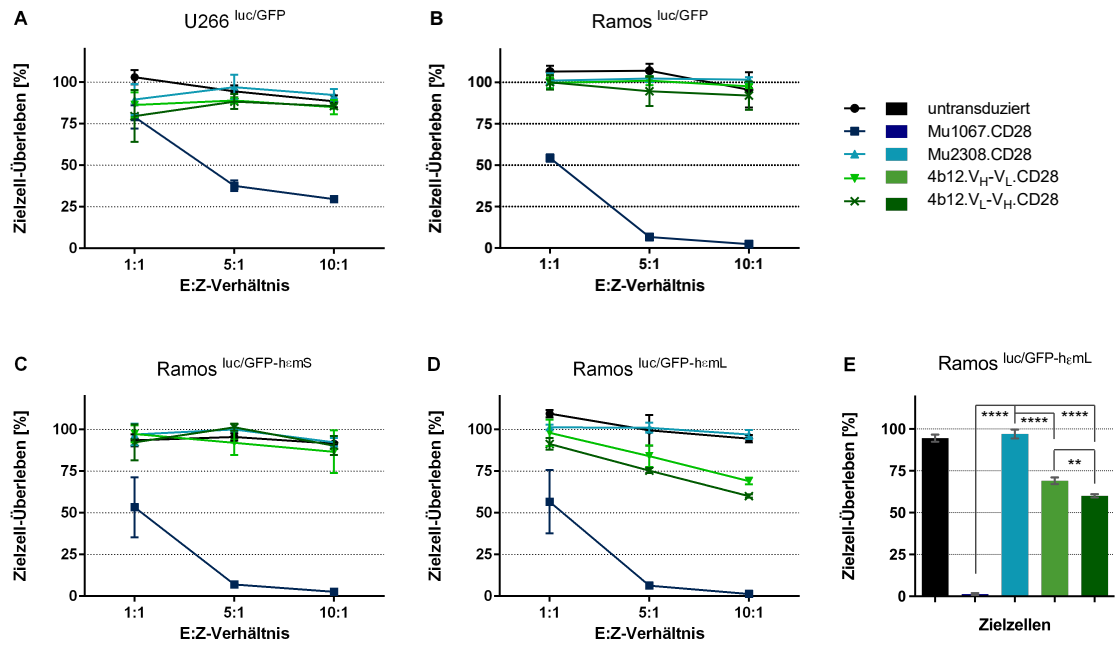 A
U266 luc/GFP
Zielzell-Überleben [%]
100
75
50
25
0
1:1 5:1 10:1
E:Z-Verhältnis
B
Ramos luc/GFP
Zielzell-Überleben [%]
100
75
50
25
0
1:1 5:1 10:1
E:Z-Verhältnis
untransduziert
Mu1067.CD28
Mu2308.CD28
4b12.VH-VL.CD28
4b12.VL-VH.CD28
C
Ramos luc/GFP-hεmS
Zielzell-Überleben [%]
100
75
50
25
0
1:1 5:1 10:1
E:Z-Verhältnis
D
Ramos luc/GFP-hεmL
Zielzell-Überleben [%]
100
75
50
25
0
1:1 5:1 10:1
E:Z-Verhältnis
E
Ramos luc/GFP-hεmL
Zielzell-Überleben [%]
100
75
50
25
0
**** **** ****
**
Zielzellen